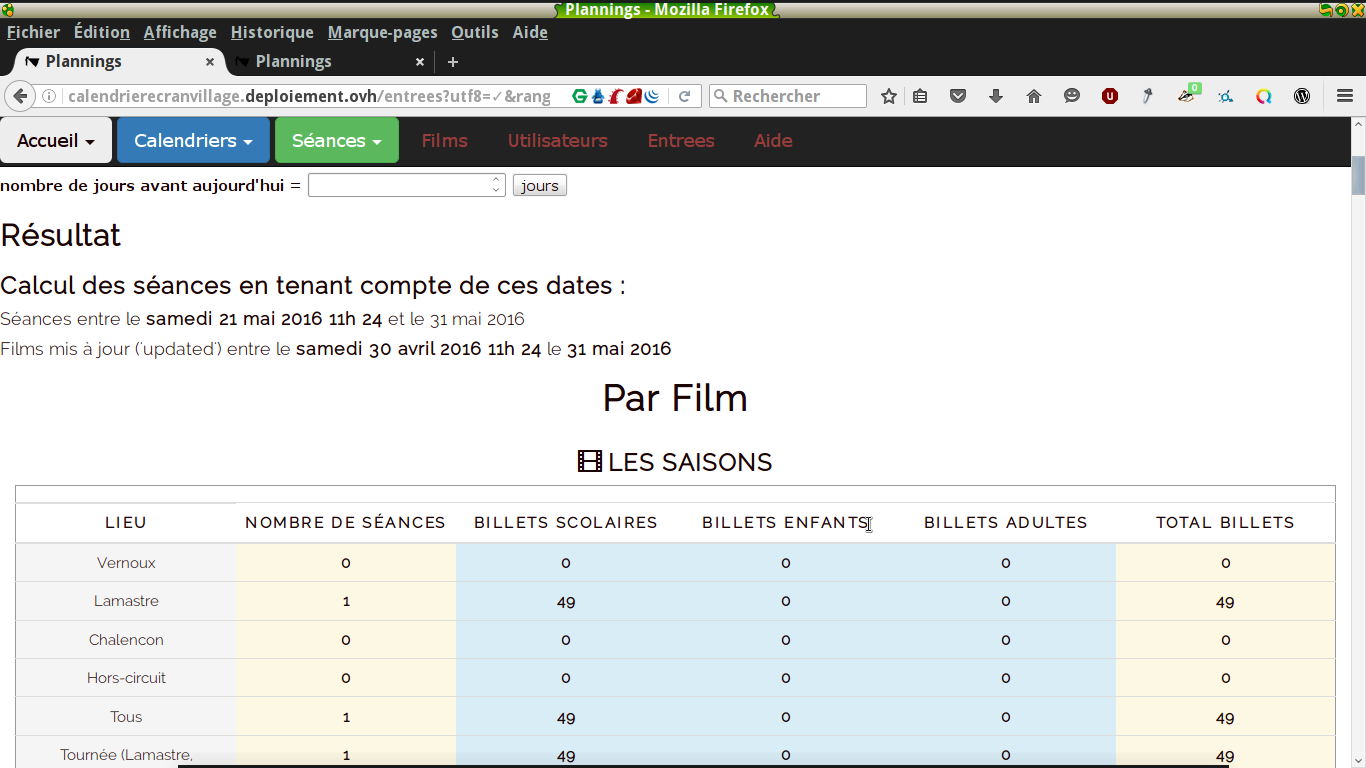 Plannings - Mozilla Firefox
Fichier Édition Affichage Historique Marque-pages Outils Aide
Plannings × Plannings × +
calendrierecranvillage.deploiement.ovh/entrees?utf8=✓&rang Rechercher 0
Accueil Calendriers Séances Films Utilisateurs Entrees Aide
nombre de jours avant aujourd'hui = jours
Résultat
Calcul des séances en tenant compte de ces dates :
Séances entre le samedi 21 mai 2016 11h 24 et le 31 mai 2016
Films mis à jour ('updated') entre le samedi 30 avril 2016 11h 24 le 31 mai 2016
Par Film
LES SAISONS
LIEU NOMBRE DE SÉANCES BILLETS SCOLAIRES BILLETS ENFANTS BILLETS ADULTES TOTAL BILLETS
Vernoux 0 0 0 0 0
Lamastre 1 49 0 0 49
Chalencon 0 0 0 0 0
Hors-circuit 0 0 0 0 0
Tous 1 49 0 0 49
Tournée (Lamastre, 1 49 0 0 49